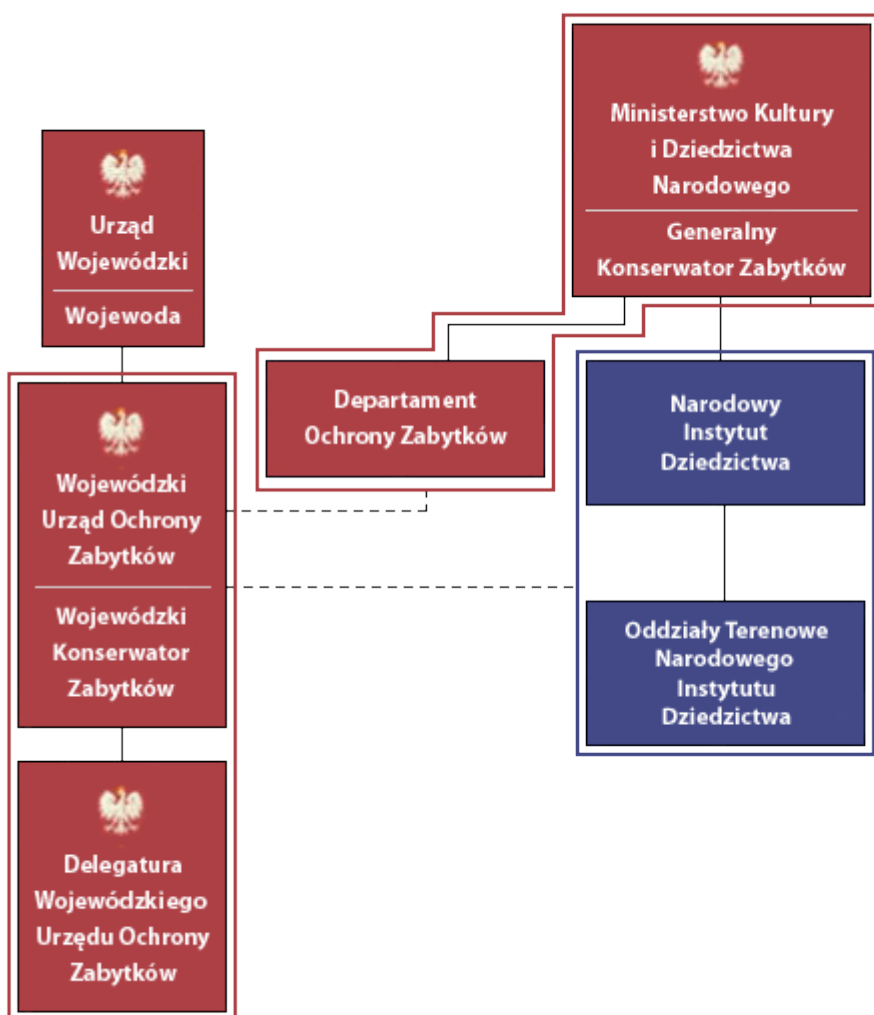 Ministerstwo Kultury
i Dziedzictwa
Narodowego
Generalny
Konserwator Zabytków
Urząd
Wojewódzki
Wojewoda
Departament
Ochrony Zabytków
Narodowy
Instytut
Dziedzictwa
Wojewódzki
Urząd Ochrony
Zabytków
Wojewódzki
Konserwator
Zabytków
Oddziały Terenowe
Narodowego
Instytutu
Dziedzictwa
Delegatura
Wojewódzkiego
Urzędu Ochrony
Zabytków